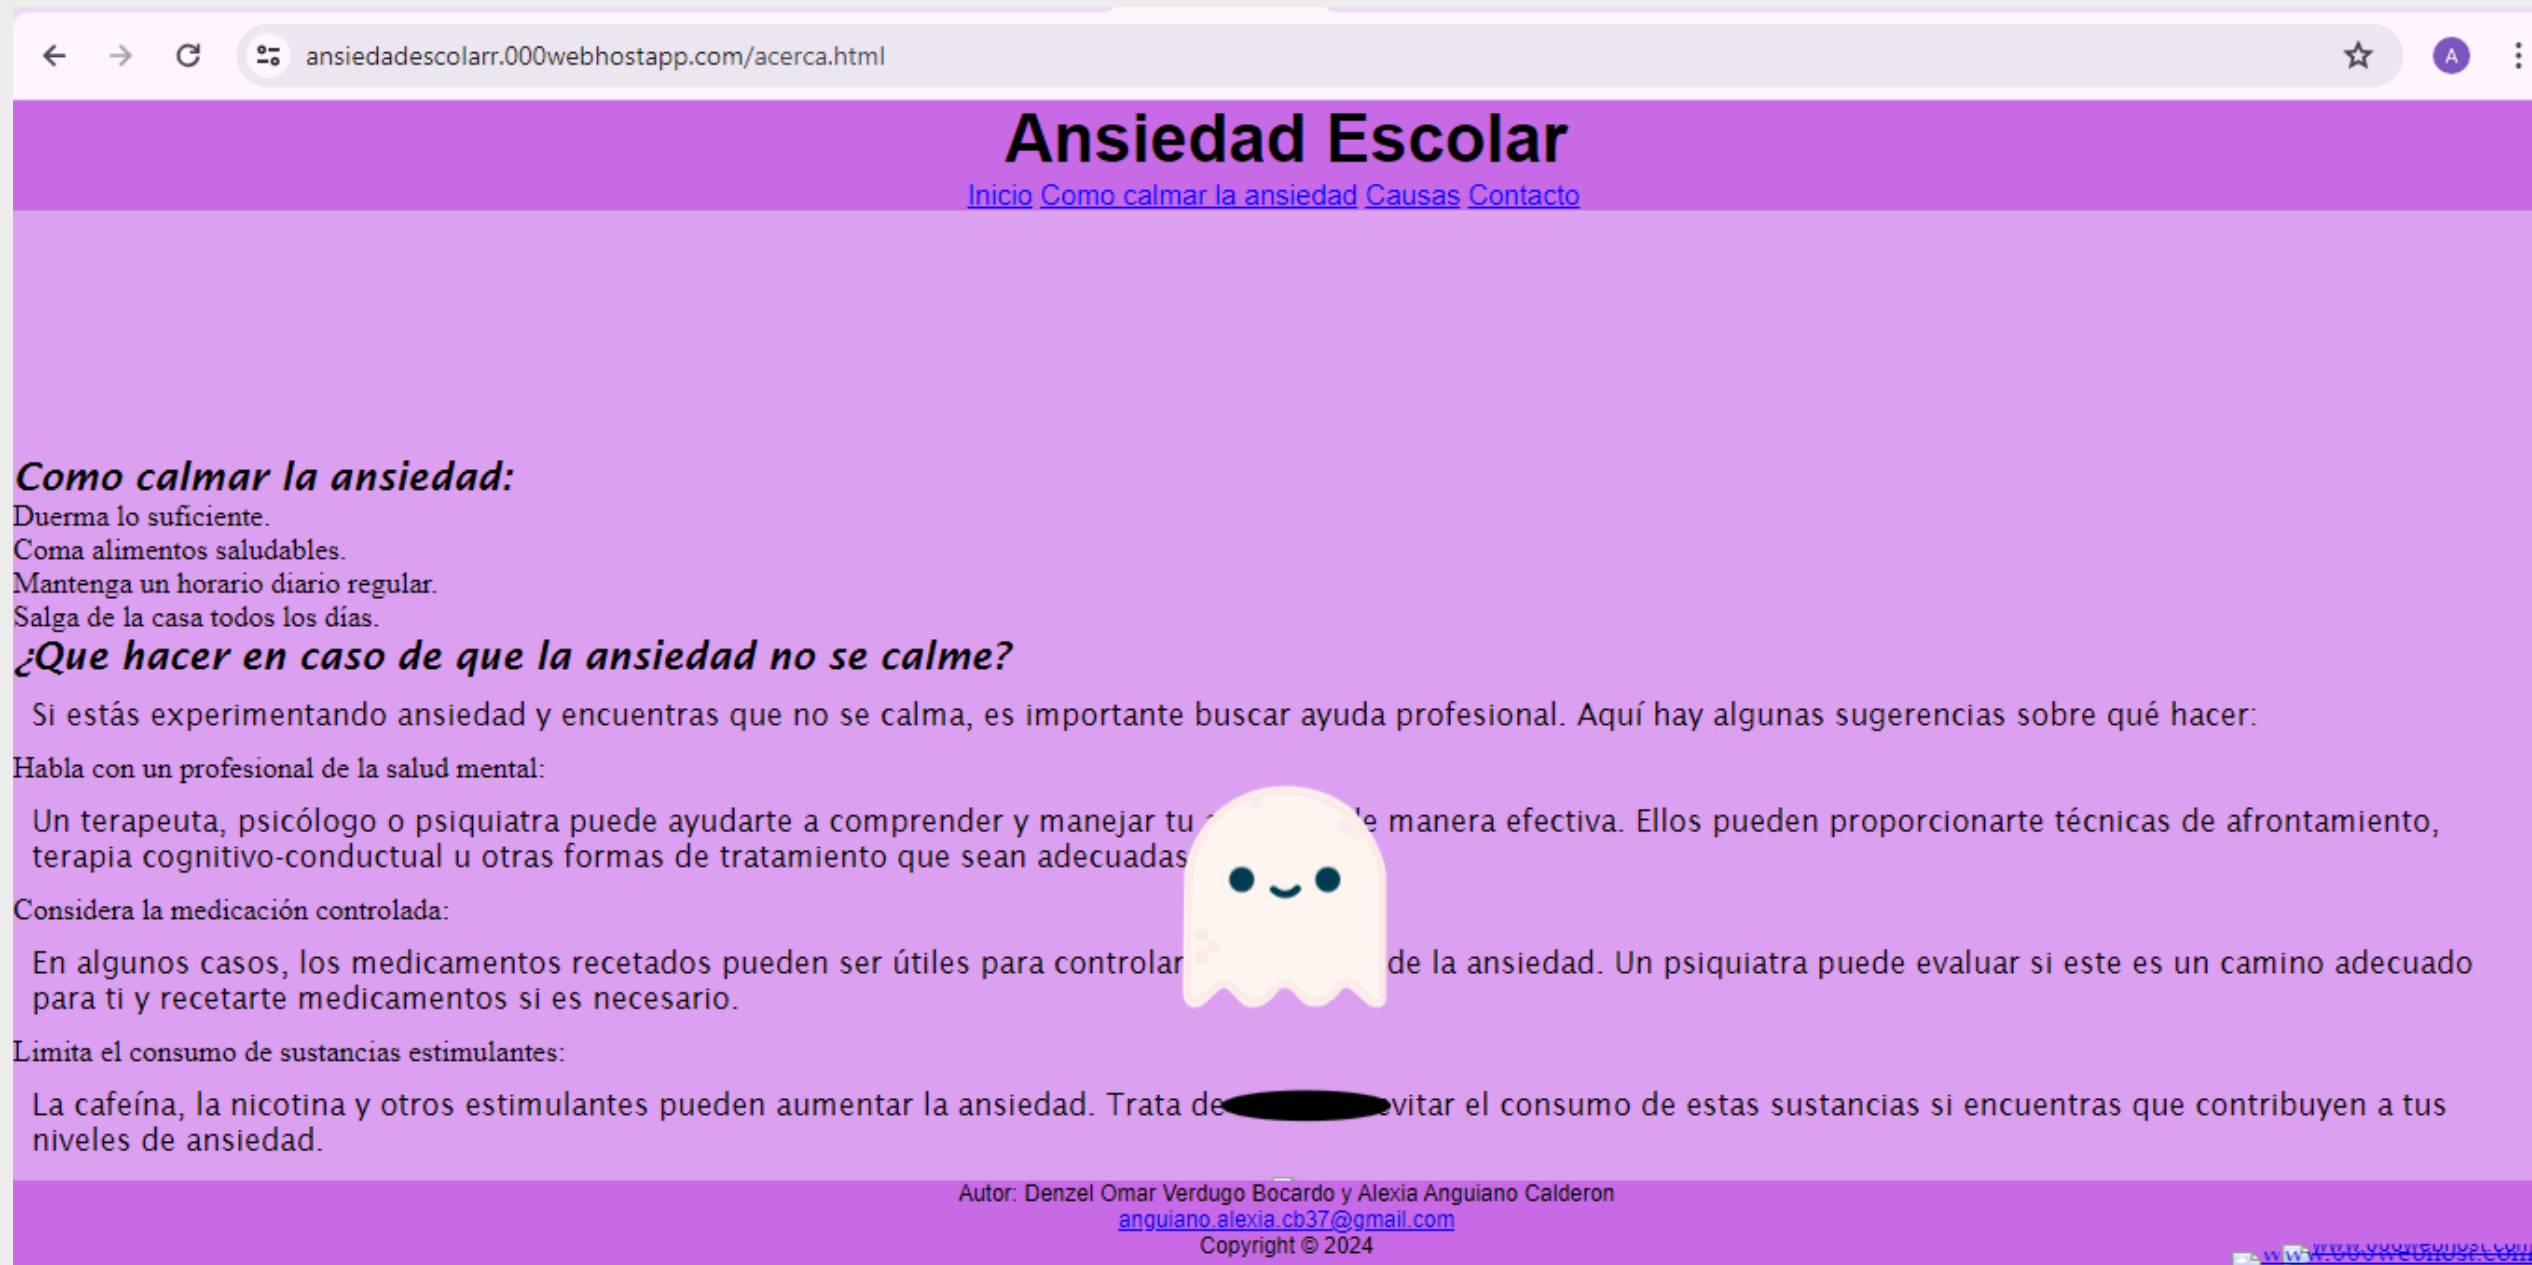 ansiedadescolarr.000webhostapp.com/acerca.html
A
Ansiedad Escolar
Inicio Como calmar la ansiedad Causas Contacto
Como calmar la ansiedad:
Duerma lo suficiente.
Coma alimentos saludables.
Mantenga un horario diario regular.
Salga de la casa todos los días.
¿Que hacer en caso de que la ansiedad no se calme?
Si estás experimentando ansiedad y encuentras que no se calma, es importante buscar ayuda profesional. Aquí hay algunas sugerencias sobre qué hacer:
Habla con un profesional de la salud mental:
Un terapeuta, psicólogo o psiquiatra puede ayudarte a comprender y manejar tu manera efectiva. Ellos pueden proporcionarte técnicas de afrontamiento,
terapia cognitivo-conductual u otras formas de tratamiento que sean adecuadas
Considera la medicación controlada:
En algunos casos, los medicamentos recetados pueden ser útiles para controlar de la ansiedad. Un psiquiatra puede evaluar si este es un camino adecuado
para ti y recetarte medicamentos si es necesario.
Limita el consumo de sustancias estimulantes:
La cafeína, la nicotina y otros estimulantes pueden aumentar la ansiedad. Trata de evitar el consumo de estas sustancias si encuentras que contribuyen a tus
niveles de ansiedad.
Autor: Denzel Omar Verdugo Bocardo y Alexia Anguiano Calderon
anguiano.alexia.cb37@gmail.com
Copyright © 2024
www.000webhost.com